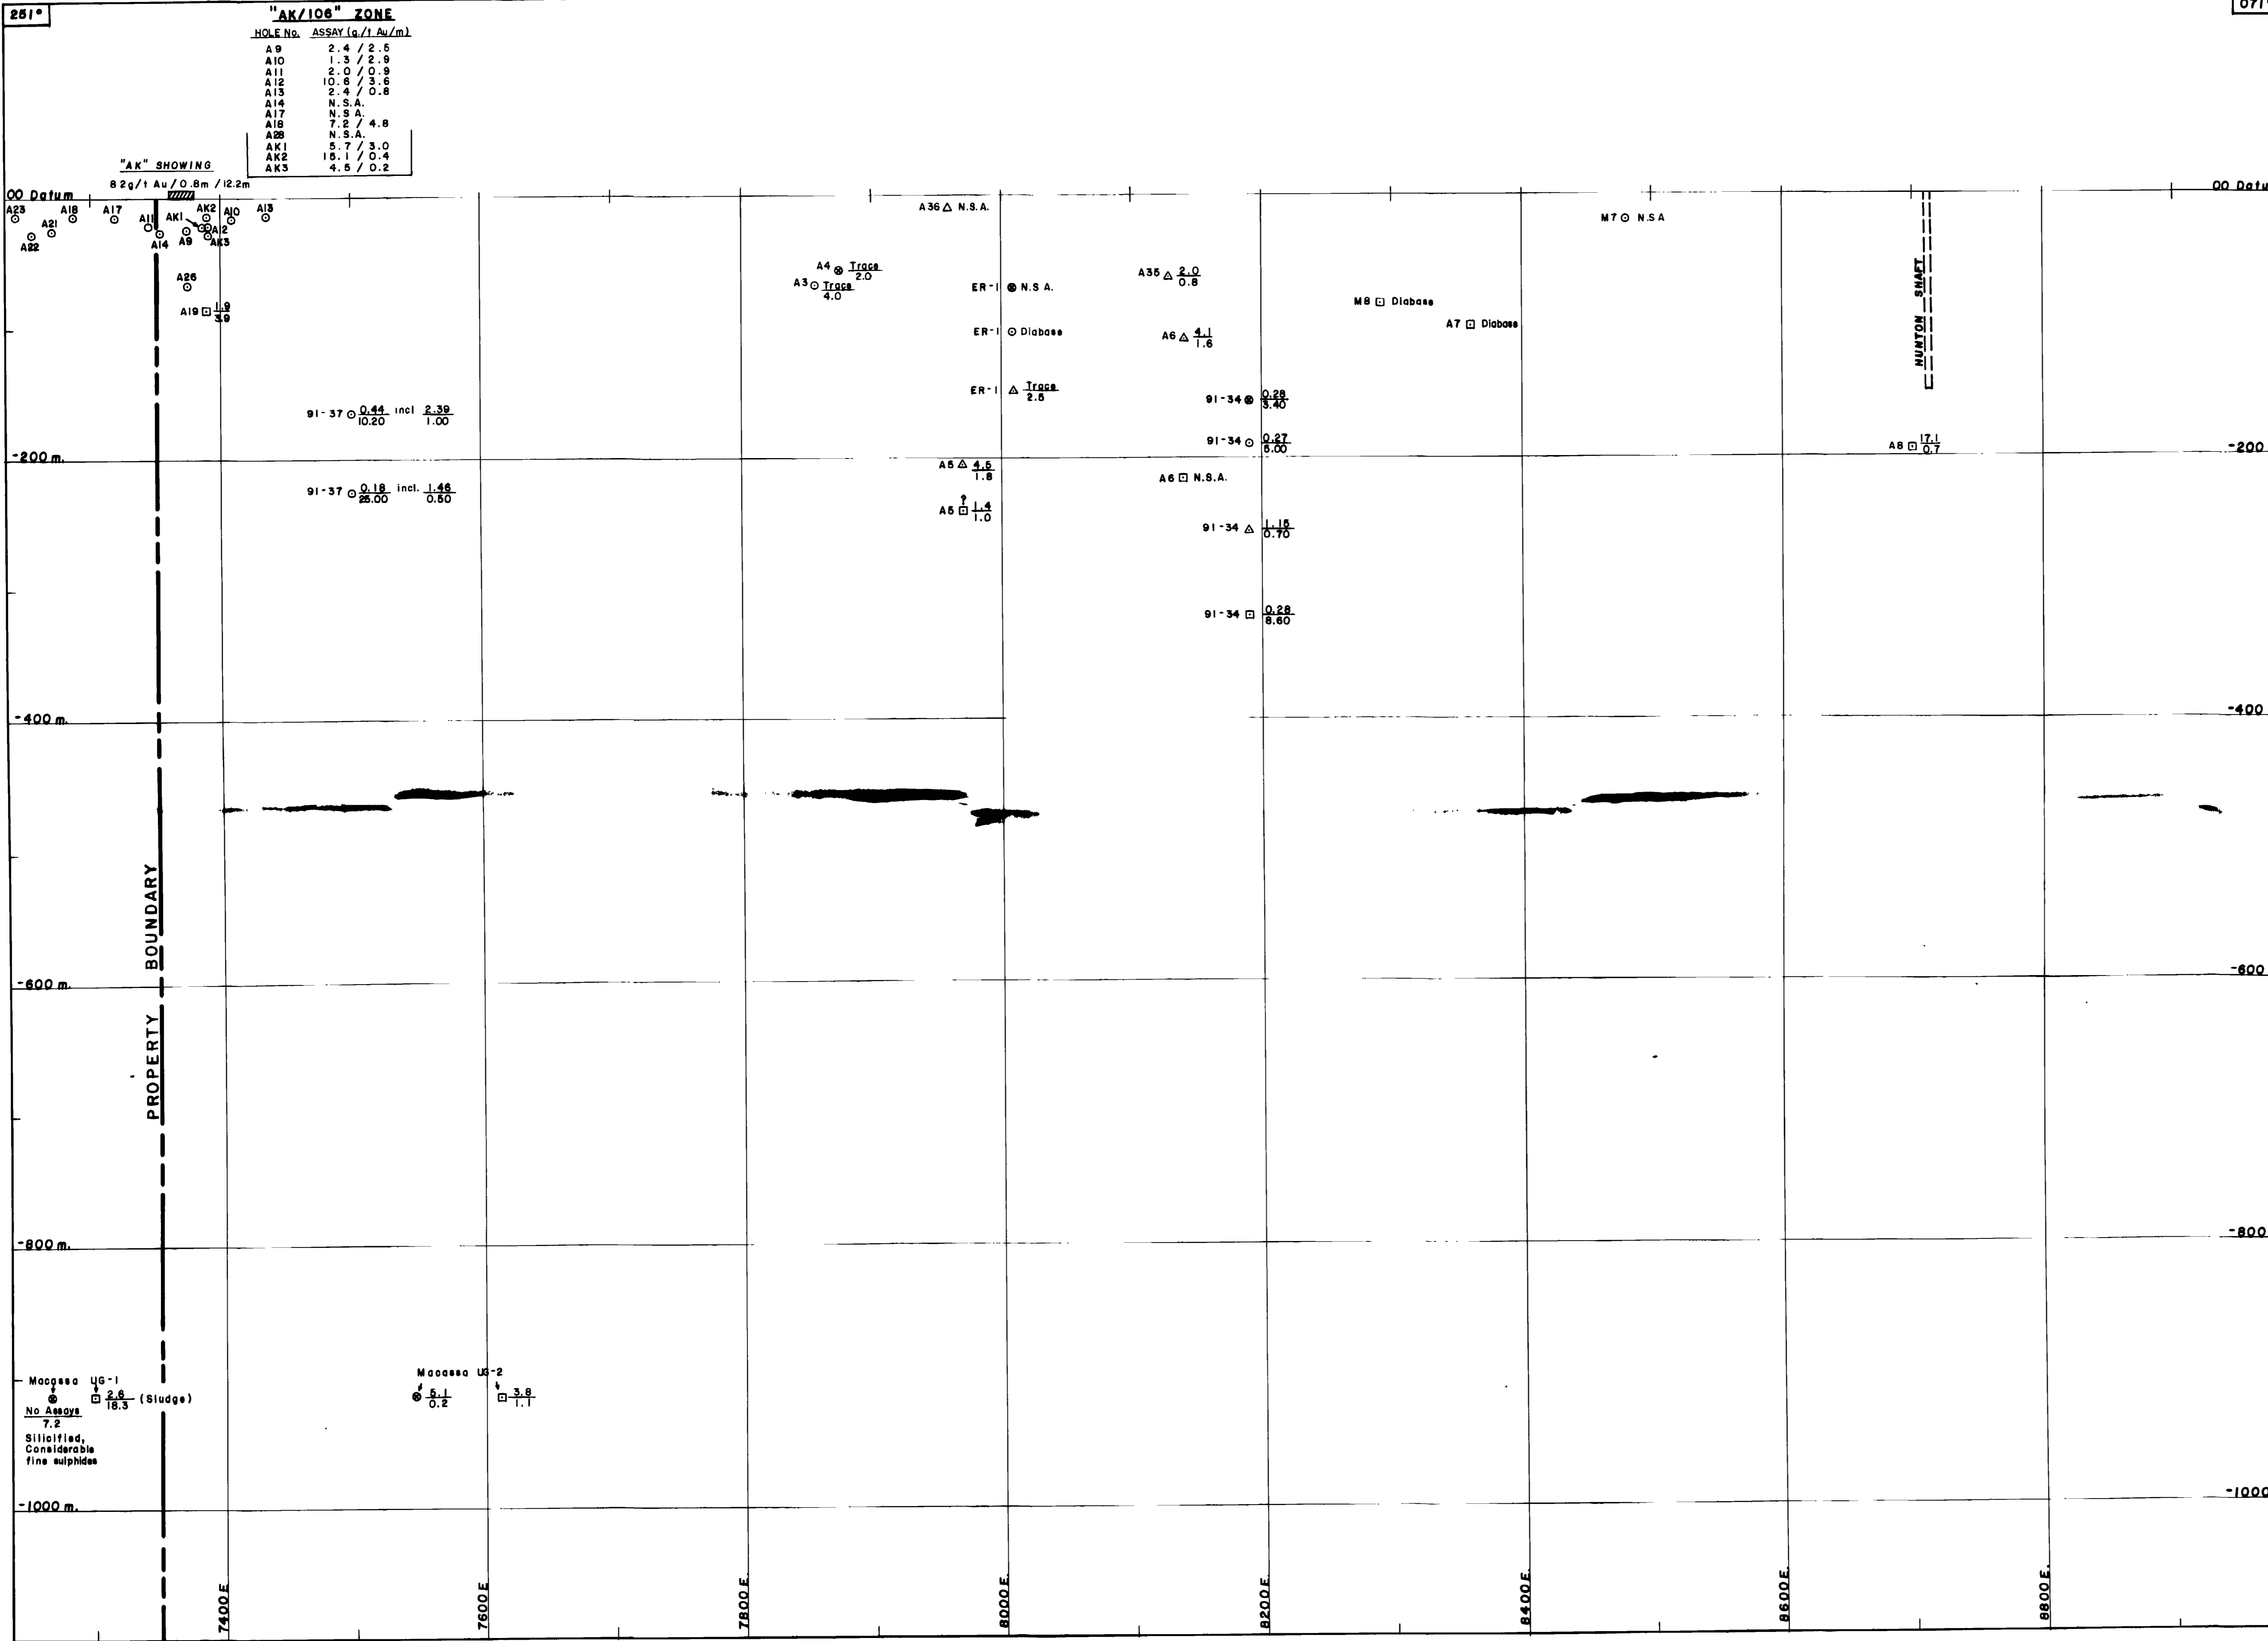 251°
071°
"AK/106" ZONE
HOLE No. ASSAY (g./t Au/m)
A9 2.4 / 2.5
A10 1.3 / 2.9
A11 2.0 / 0.9
A12 10.6 / 3.6
A13 2.4 / 0.8
A14 N.S.A.
A17 N.S.A.
A18 7.2 / 4.8
A28 N.S.A.
AK1 5.7 / 3.0
AK2 15.1 / 0.4
AK3 4.5 / 0.2
"AK" SHOWING
8.2g/t Au / 0.8m / 12.2m
00 Datum
00 Datu
A23
A18
A17
A11
AK1
AK2
A10
A13
A21
A22
A14
A9
A12
AK3
A26
A19 1.9
3.9
A36 N.S.A.
M7 N.S.A
A4 Trace
2.0
A3 Trace
4.0
ER-1 N.S.A.
A35 2.0
0.8
M8 Diabase
A7 Diabase
HUNTON SHAFT
ER-1 Diabase
A6 4.1
1.6
ER-1 Trace
2.5
91-34 0.28
3.40
91-37 0.44 incl 2.39
10.20 1.00
91-34 0.27
5.00
A8 17.1
0.7
-200 m.
-200
A5 4.5
1.8
A6 N.S.A.
91-37 0.18 incl. 1.46
25.00 0.50
?
A5 1.4
1.0
91-34 1.15
0.70
91-34 0.28
8.60
-400 m.
-400
PROPERTY BOUNDARY
-600 m.
-600
-800 m.
-800
Macassa UG-1
2.6 (Sludge)
18.3
No Assays
7.2
Silicified,
Considerable
fine sulphides
Macassa UG-2
5.1
0.2
3.8
1.1
-1000 m.
-1000
7400E
7600E
7800E.
8000E.
8200E.
8400E.
8600E.
8800E.